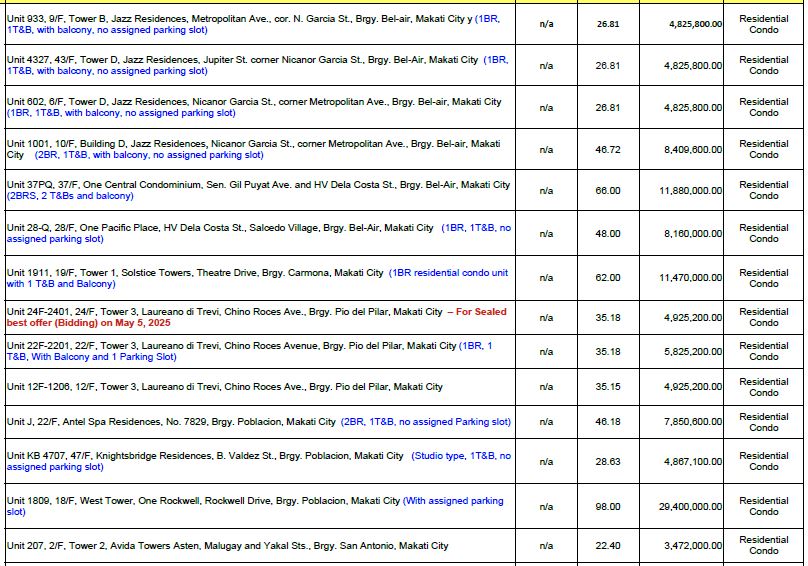 Unit 933, 9/F, Tower B, Jazz Residences, Metropolitan Ave., cor. N. Garcia St., Brgy. Bel-air, Makati City y (1BR,
1T&B, with balcony, no assigned parking slot)
n/a
26.81
4,825,800.00
Residential
Condo
Unit 4327, 43/F, Tower D, Jazz Residences, Jupiter St. corner Nicanor Garcia St., Brgy. Bel-Air, Makati City (1BR,
1T&B, with balcony, no assigned parking slot)
n/a
26.81
4,825,800.00
Residential
Condo
Unit 602, 6/F, Tower D, Jazz Residences, Nicanor Garcia St., corner Metropolitan Ave., Brgy. Bel-air, Makati City
(1BR, 1T&B, with balcony, no assigned parking slot)
n/a
26.81
4,825,800.00
Residential
Condo
Unit 1001, 10/F, Building D, Jazz Residences, Nicanor Garcia St., corner Metropolitan Ave., Brgy. Bel-air, Makati
City (2BR, 1T&B, with balcony, no assigned parking slot)
n/a
46.72
8,409,600.00
Residential
Condo
Unit 37PQ, 37/F, One Central Condominium, Sen. Gil Puyat Ave. and HV Dela Costa St., Brgy. Bel-Air, Makati City
(2BRS, 2 T&Bs and balcony)
n/a
66.00
11,880,000.00
Residential
Condo
Unit 28-Q, 28/F, One Pacific Place, HV Dela Costa St., Salcedo Village, Brgy. Bel-Air, Makati City (1BR, 1T&B, no
assigned parking slot)
n/a
48.00
8,160,000.00
Residential
Condo
Unit 1911, 19/F, Tower 1, Solstice Towers, Theatre Drive, Brgy. Carmona, Makati City (1BR residential condo unit
with 1 T&B and Balcony)
n/a
62.00
11,470,000.00
Residential
Condo
Unit 24F-2401, 24/F, Tower 3, Laureano di Trevi, Chino Roces Ave., Brgy. Pio del Pilar, Makati City – For Sealed
best offer (Bidding) on May 5, 2025
n/a
35.18
4,925,200.00
Residential
Condo
Unit 22F-2201, 22/F, Tower 3, Laureano di Trevi, Chino Roces Avenue, Brgy. Pio del Pilar, Makati City (1BR, 1
T&B, With Balcony and 1 Parking Slot)
n/a
35.18
5,825,200.00
Residential
Condo
Unit 12F-1206, 12/F, Tower 3, Laureano di Trevi, Chino Roces Ave., Brgy. Pio del Pilar, Makati City
n/a
35.15
4,925,200.00
Residential
Condo
Unit J, 22/F, Antel Spa Residences, No. 7829, Brgy. Poblacion, Makati City (2BR, 1T&B, no assigned Parking slot)
n/a
46.18
7,850,600.00
Residential
Condo
Unit KB 4707, 47/F, Knightsbridge Residences, B. Valdez St., Brgy. Poblacion, Makati City (Studio type, 1T&B, no
assigned parking slot)
n/a
28.63
4,867,100.00
Residential
Condo
Unit 1809, 18/F, West Tower, One Rockwell, Rockwell Drive, Brgy. Poblacion, Makati City (With assigned parking
slot)
n/a
98.00
29,400,000.00
Residential
Condo
Unit 207, 2/F, Tower 2, Avida Towers Asten, Malugay and Yakal Sts., Brgy. San Antonio, Makati City
n/a
22.40
3,472,000.00
Residential
Condo